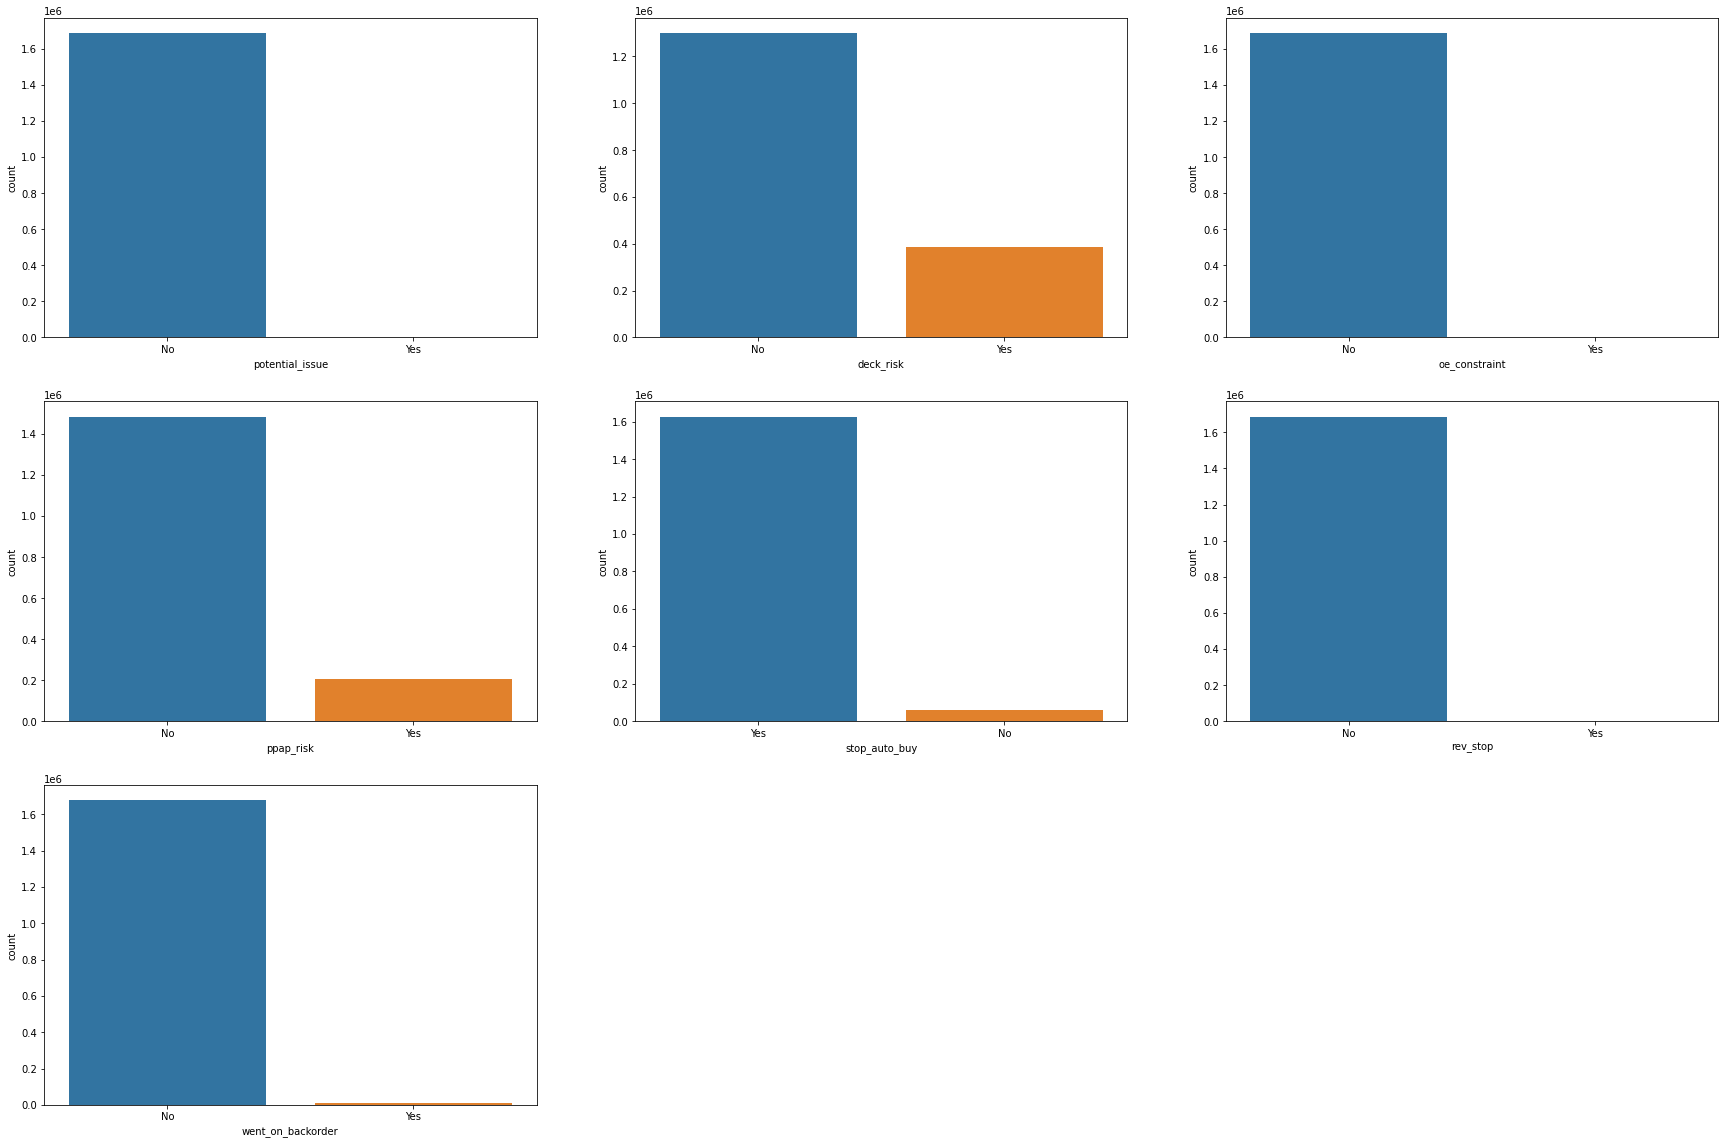 1e6
1.6
1.4
1.2
1.0
0.8
0.6
0.4
0.2
0.0
count
No Yes
potential_issue
1e6
1.2
1.0
0.8
0.6
0.4
0.2
0.0
count
No Yes
deck_risk
1e6
1.6
1.4
1.2
1.0
0.8
0.6
0.4
0.2
0.0
count
No Yes
oe_constraint
1e6
1.4
1.2
1.0
0.8
0.6
0.4
0.2
0.0
count
No Yes
ppap_risk
1e6
1.6
1.4
1.2
1.0
0.8
0.6
0.4
0.2
0.0
count
Yes No
stop_auto_buy
1e6
1.6
1.4
1.2
1.0
0.8
0.6
0.4
0.2
0.0
count
No Yes
rev_stop
1e6
1.6
1.4
1.2
1.0
0.8
0.6
0.4
0.2
0.0
count
No Yes
went_on_backorder